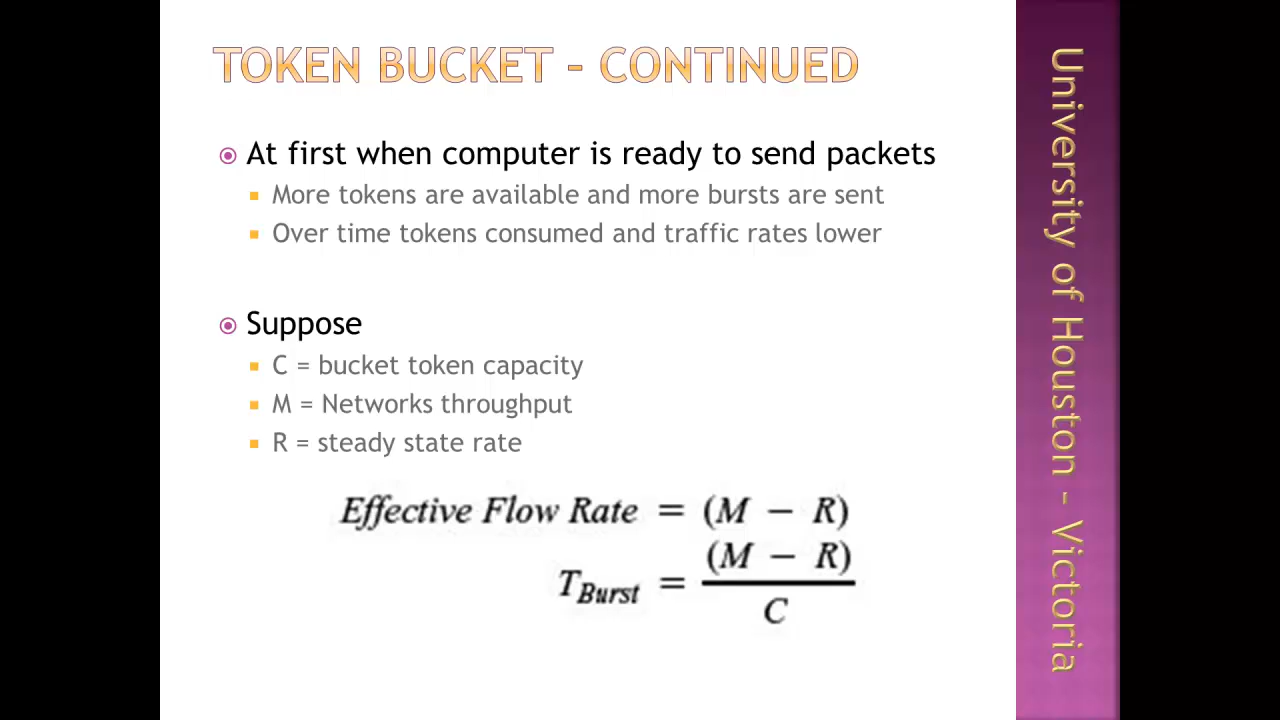 TOKEN BUCKET – CONTINUED
At first when computer is ready to send packets
More tokens are available and more bursts are sent
Over time tokens consumed and traffic rates lower
Suppose
C = bucket token capacity
M = Networks throughput
R = steady state rate
Effective Flow Rate = (M − R)
T_Burst = (M − R) / C
University of Houston – Victoria